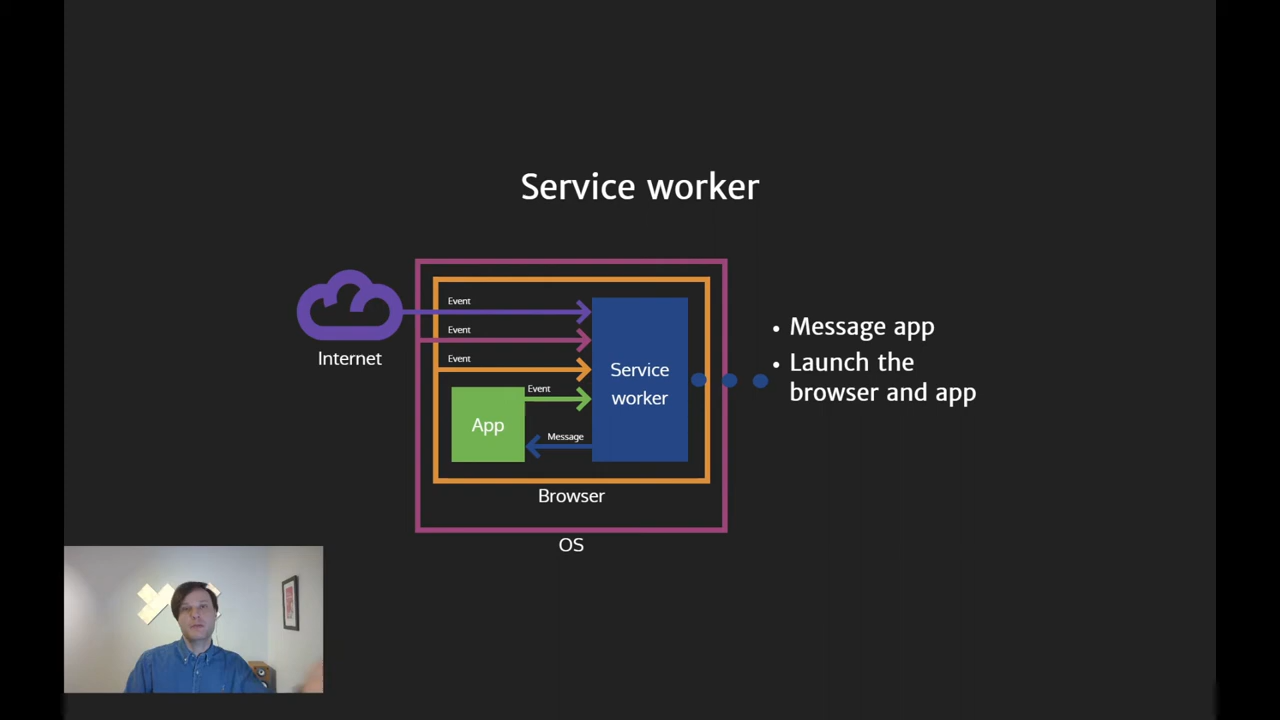 Service worker
Internet
Event
Event
Event
Event
App
Message
Service
worker
Browser
OS
• Message app
• Launch the
browser and app